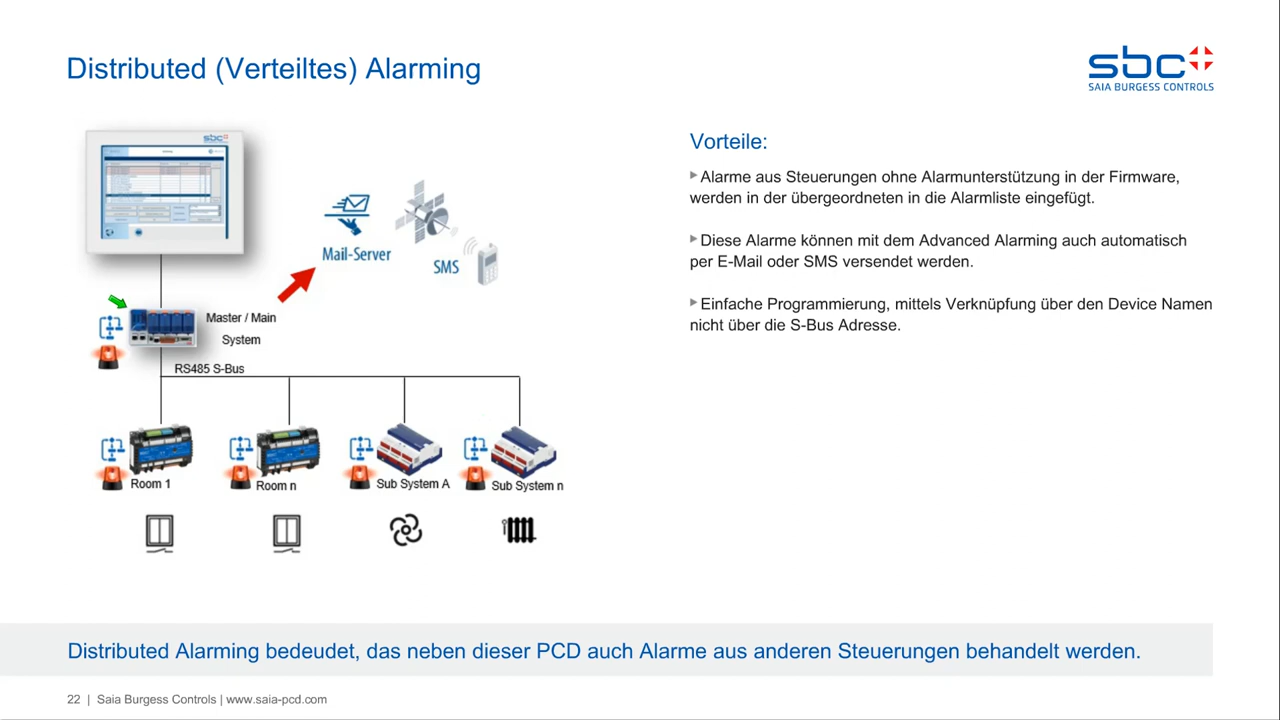 Distributed (Verteiltes) Alarming
sbc
SAIA BURGESS CONTROLS
sbc
Mail-Server
SMS
Master / Main
System
RS485 S-Bus
Room 1
Room n
Sub System A
Sub System n
Vorteile:
Alarme aus Steuerungen ohne Alarmunterstützung in der Firmware,
werden in der übergeordneten in die Alarmliste eingefügt.
Diese Alarme können mit dem Advanced Alarming auch automatisch
per E-Mail oder SMS versendet werden.
Einfache Programmierung, mittels Verknüpfung über den Device Namen
nicht über die S-Bus Adresse.
Distributed Alarming bedeudet, das neben dieser PCD auch Alarme aus anderen Steuerungen behandelt werden.
22 | Saia Burgess Controls | www.saia-pcd.com